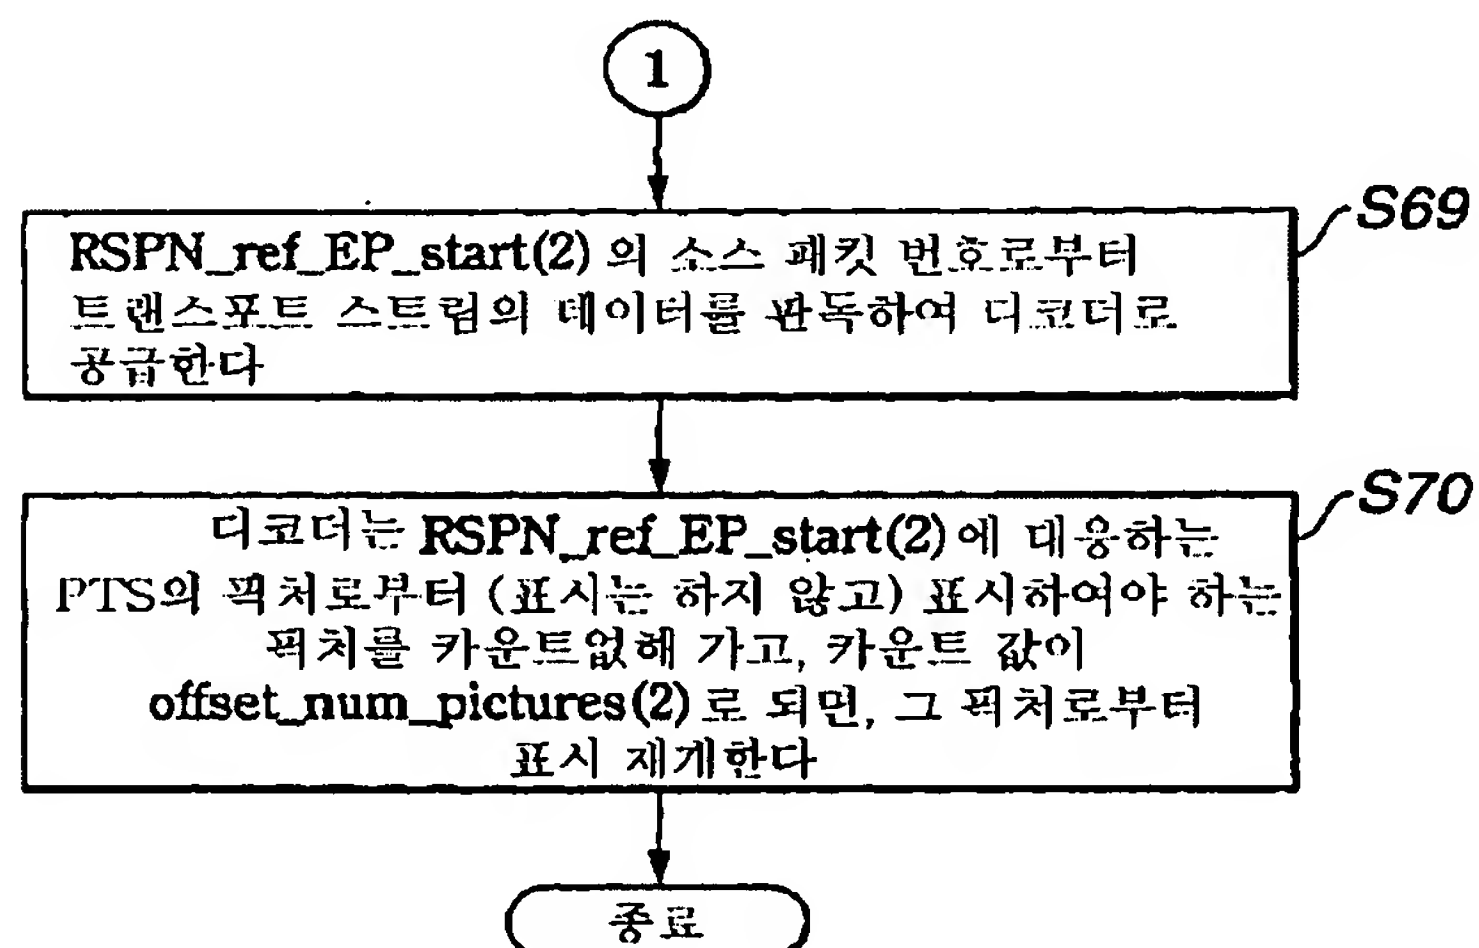 1
S69
RSPN_ref_EP_start(2) 의 소스 패킷 번호로부터
트랜스포트 스트림의 데이터를 판독하여 디코더로
공급한다
S70
디코더는 RSPN_ref_EP_start(2) 에 대응하는
PTS의 픽처로부터 (표시는 하지 않고) 표시하여야 하는
픽처를 카운트없해 가고, 카운트 값이
offset_num_pictures(2) 로 되면, 그 픽처로부터
표시 재개한다
종료